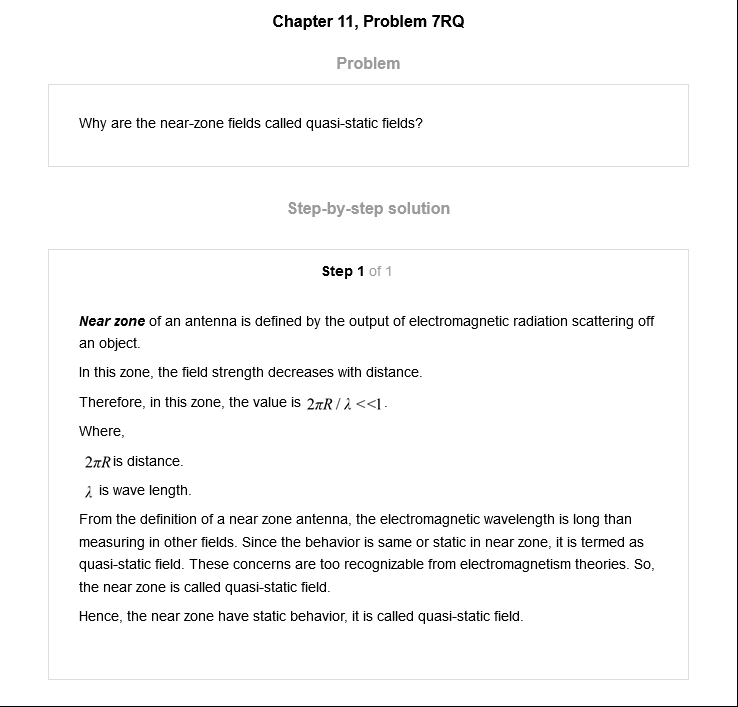 Chapter 11, Problem 7RQ
Problem
Why are the near-zone fields called quasi-static fields?
Step-by-step solution
Step 1 of 1
Near zone of an antenna is defined by the output of electromagnetic radiation scattering off
an object.
In this zone, the field strength decreases with distance.
Therefore, in this zone, the value is 2πR / λ <<1.
Where,
2πR is distance.
λ is wave length.
From the definition of a near zone antenna, the electromagnetic wavelength is long than
measuring in other fields. Since the behavior is same or static in near zone, it is termed as
quasi-static field. These concerns are too recognizable from electromagnetism theories. So,
the near zone is called quasi-static field.
Hence, the near zone have static behavior, it is called quasi-static field.